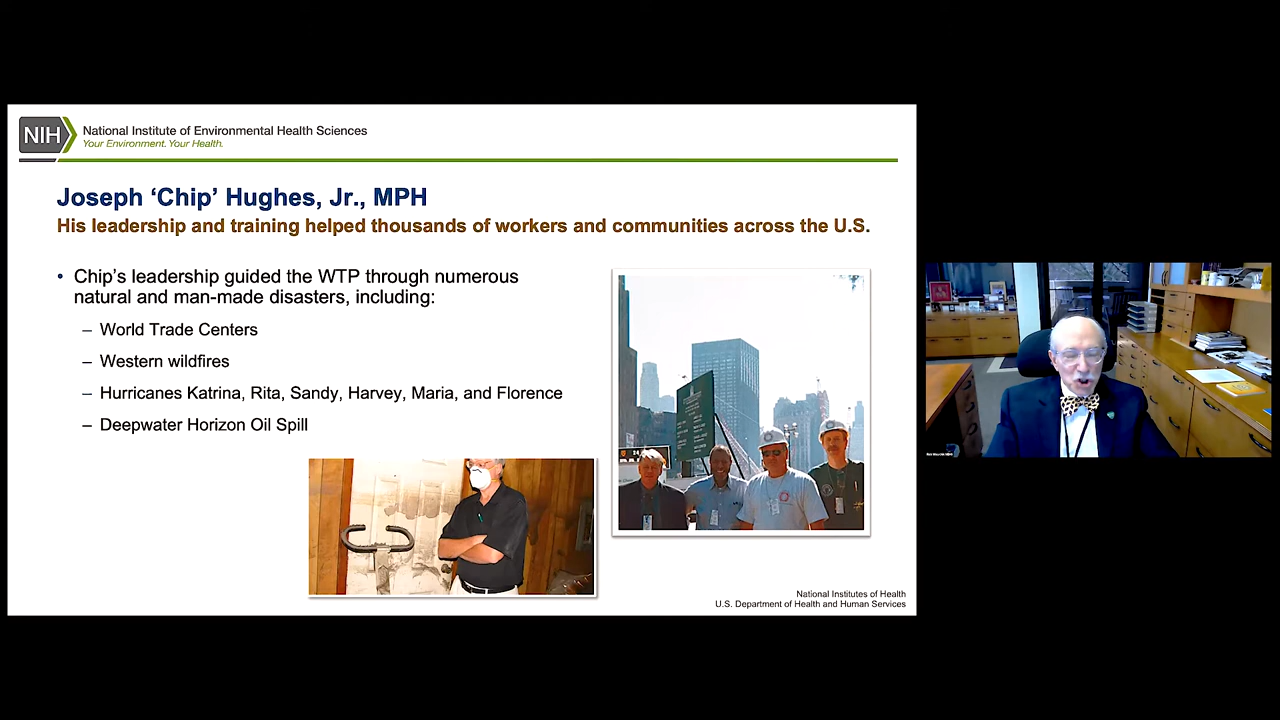 NIH
National Institute of Environmental Health Sciences
Your Environment. Your Health.
Joseph ‘Chip’ Hughes, Jr., MPH
His leadership and training helped thousands of workers and communities across the U.S.
• Chip’s leadership guided the WTP through numerous
natural and man-made disasters, including:
– World Trade Centers
– Western wildfires
– Hurricanes Katrina, Rita, Sandy, Harvey, Maria, and Florence
– Deepwater Horizon Oil Spill
National Institutes of Health
U.S. Department of Health and Human Services